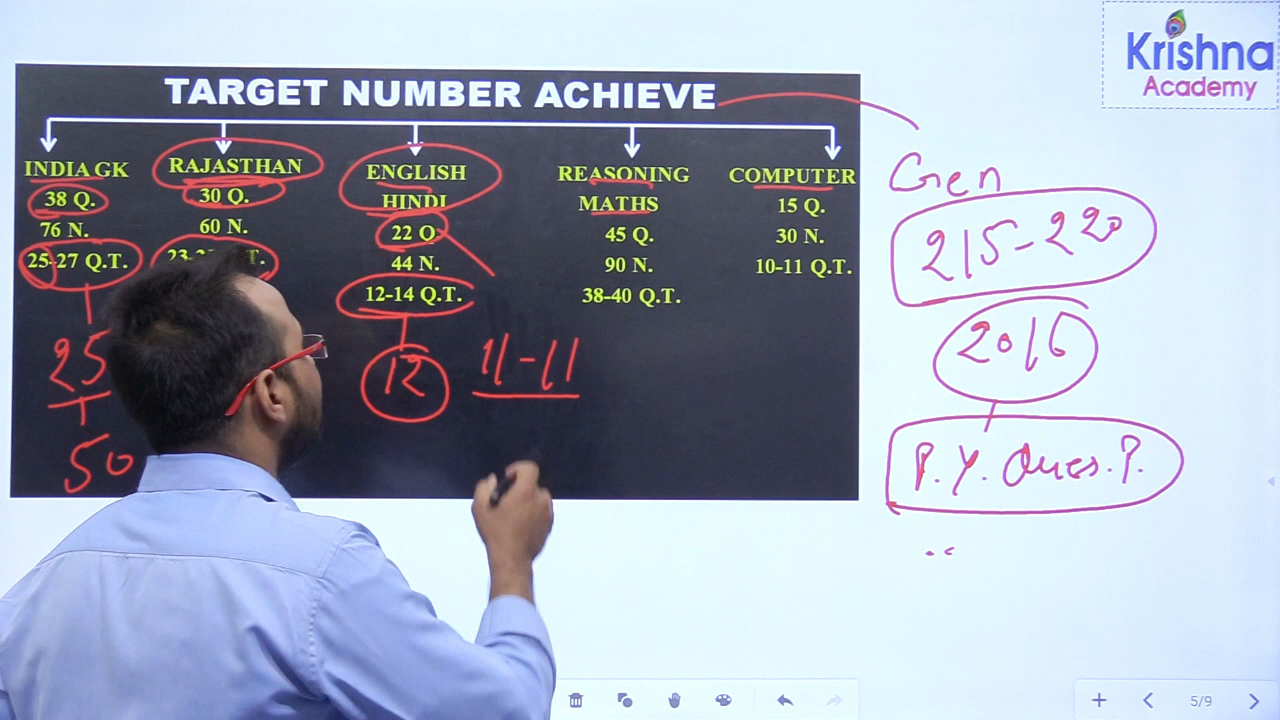 Krishna
Academy
TARGET NUMBER ACHIEVE
INDIA GK
38 Q.
76 N.
25-27 Q.T.
25
50
RAJASTHAN
30 Q.
60 N.
ENGLISH
HINDI
22 Q.
44 N.
12-14 Q.T.
12
11-11
REASONING
MATHS
45 Q.
90 N.
38-40 Q.T.
COMPUTER
15 Q.
30 N.
10-11 Q.T.
Gen
215-220
2016
P.Y. Ques. P.
5/9